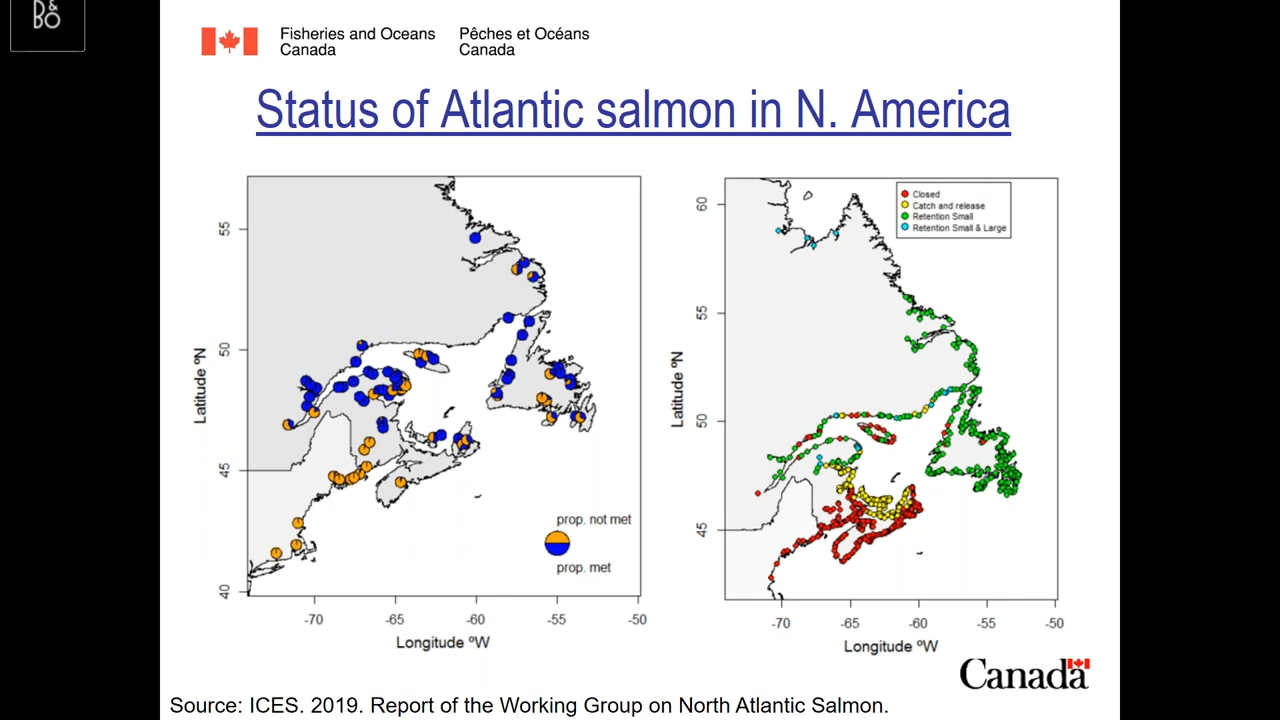 B&
BO
Fisheries and Oceans
Canada
Pêches et Océans
Canada
Status of Atlantic salmon in N. America
55
50
45
40
Latitude ºN
-70
-65
-60
-55
-50
Longitude ºW
prop. not met
prop. met
Closed
Catch and release
Retention Small
Retention Small & Large
60
55
50
45
Latitude ºN
-70
-65
-60
-55
-50
Longitude ºW
Canada
Source: ICES. 2019. Report of the Working Group on North Atlantic Salmon.